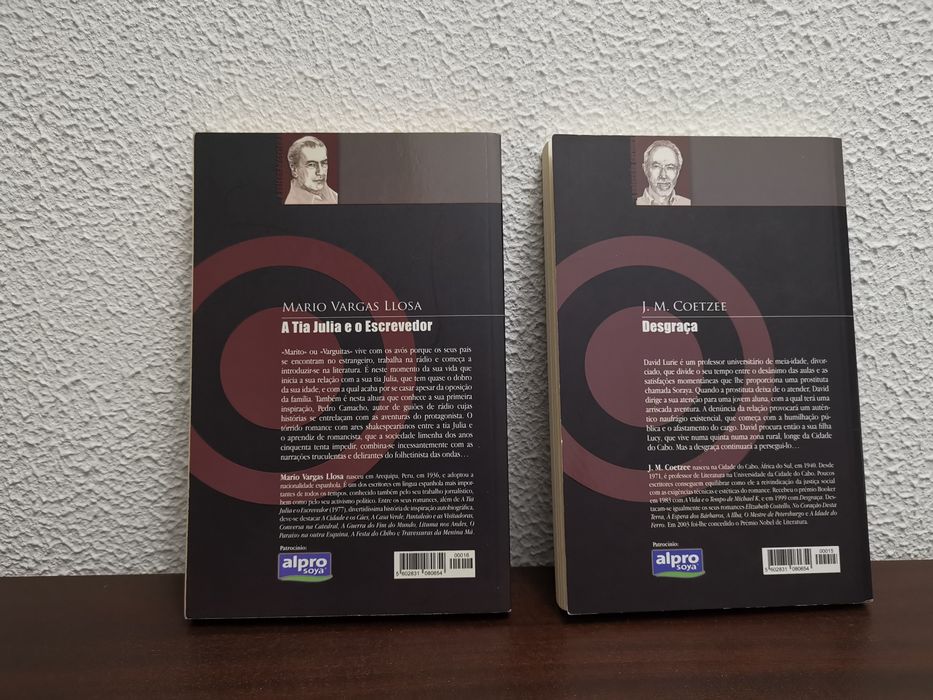 MARIO VARGAS LLOSA
A Tia Julia e o Escrevedor
«Marito» ou «Varguitas» vive com os avós porque os seus pais
se encontram no estrangeiro, trabalha na rádio e começa a
introduzir-se na literatura. É neste momento da sua vida que
inicia a sua relação com a sua tia Julia, que tem quase o dobro
da sua idade, e com a qual acaba por se casar apesar da oposição
da família. Também é nesta altura que conhece a sua primeira
inspiração, Pedro Camacho, autor de guiões de rádio cujas
histórias se entrelaçam com as aventuras do protagonista. O
tórrido romance com ares shakespearianos entre a tia Julia e
o aprendiz de romancista, que a sociedade limenha dos anos
cinquenta tenta impedir, combina-se incessantemente com as
narrações truculentas e delirantes do folhetinista das ondas…
Mario Vargas Llosa nasceu em Arequipa, Peru, em 1936, e adoptou a
nacionalidade espanhola. É um dos escritores em língua espanhola mais impor-
tantes de todos os tempos, conhecido também pelo seu trabalho jornalístico,
bem como pelo seu activismo político. Entre os seus romances, além de A Tia
Julia e o Escrevedor (1977), divertidíssima história de inspiração autobiográfica,
deve-se destacar A Cidade e os Cães, A Casa Verde, Pantaleão e as Visitadoras,
Conversa na Catedral, A Guerra do Fim do Mundo, Lituma nos Andes, O
Paraíso na outra Esquina, A Festa do Chibo e Travessuras da Menina Má.
Patrocínio:
alpro
soya
00016
5 602831 080654
J. M. COETZEE
Desgraça
David Lurie é um professor universitário de meia-idade, divor-
ciado, que divide o seu tempo entre o desânimo das aulas e as
satisfações momentâneas que lhe proporciona uma prostituta
chamada Soraya. Quando a prostituta deixa de o atender, David
dirige a sua atenção para uma jovem aluna, com a qual terá uma
arriscada aventura. A denúncia da relação provocará um autên-
tico naufrágio existencial, que começa com a humilhação pú-
blica e o afastamento do cargo. David procura então a sua filha
Lucy, que vive numa quinta numa zona rural, longe da Cidade
do Cabo. Mas a desgraça continuará a persegui-lo…
J. M. Coetzee nasceu na Cidade do Cabo, África do Sul, em 1940. Desde
1971, é professor de Literatura na Universidade da Cidade do Cabo. Poucos
escritores conseguem equilibrar como ele a reivindicação da justiça social
com as exigências técnicas e estéticas do romance. Recebeu o prémio Booker
em 1983 com A Vida e o Tempo de Michael K, e em 1999 com Desgraça. Des-
tacam-se igualmente os seus romances Elizabeth Costello, No Coração Desta
Terra, À Espera dos Bárbaros, A Ilha, O Mestre de Petersburgo e A Idade do
Ferro. Em 2003 foi-lhe concedido o Prémio Nobel de Literatura.
Patrocínio:
alpro
soya
00015
5 602831 080654